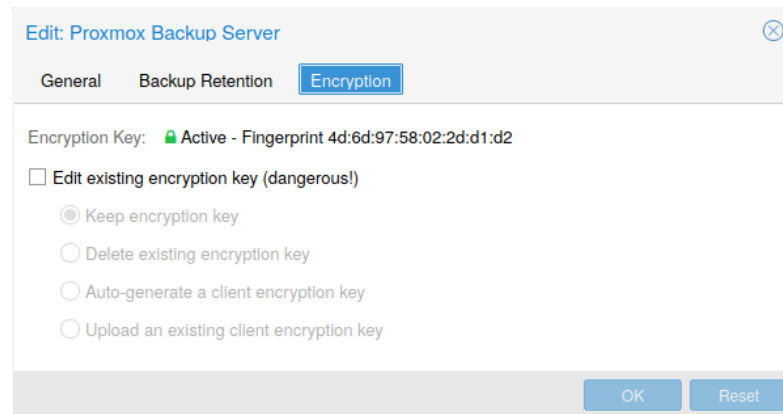 Edit: Proxmox Backup Server
General Backup Retention Encryption
Encryption Key: Active - Fingerprint 4d:6d:97:58:02:2d:d1:d2
Edit existing encryption key (dangerous!)
Keep encryption key
Delete existing encryption key
Auto-generate a client encryption key
Upload an existing client encryption key
OK Reset